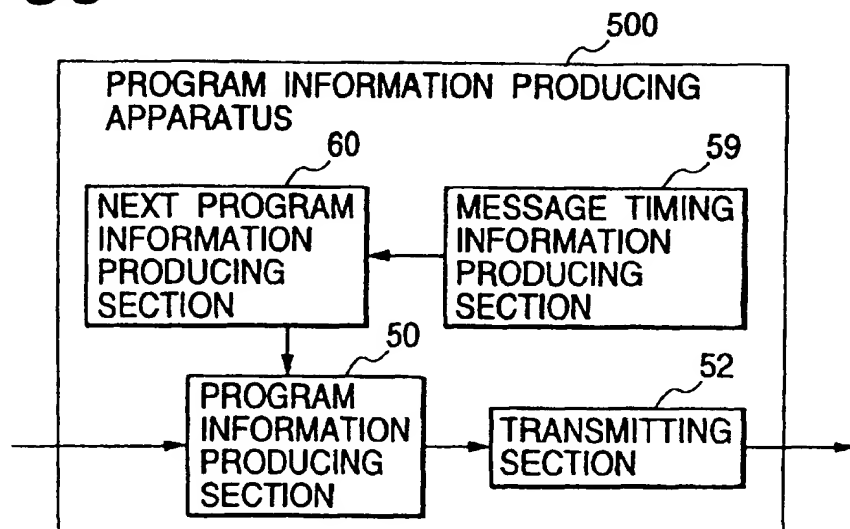 500
PROGRAM INFORMATION PRODUCING
APPARATUS
60
59
NEXT PROGRAM
INFORMATION
PRODUCING
SECTION
MESSAGE TIMING
INFORMATION
PRODUCING
SECTION
50
52
PROGRAM
INFORMATION
PRODUCING
SECTION
TRANSMITTING
SECTION